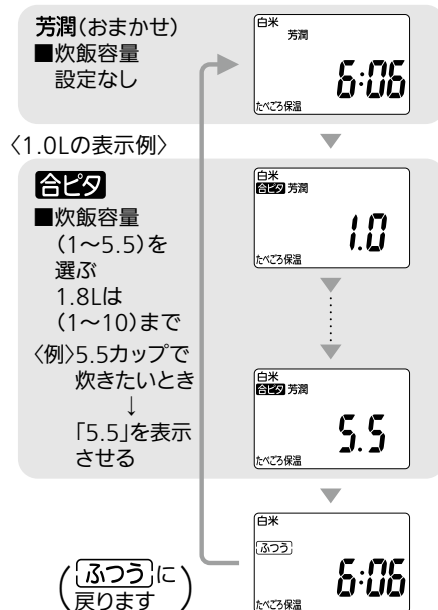 芳潤(おまかせ)
■炊飯容量
設定なし
白米
芳潤
6:06
たべごろ保温
〈1.0Lの表示例〉
合ピタ
■炊飯容量
(1〜5.5)を
選ぶ
1.8Lは
(1〜10)まで
〈例〉5.5カップで
炊きたいとき
↓
「5.5」を表示
させる
白米
合ピタ 芳潤
1.0
たべごろ保温
白米
合ピタ 芳潤
5.5
たべごろ保温
白米
ふつう
6:06
たべごろ保温
(ふつうに
戻ります)